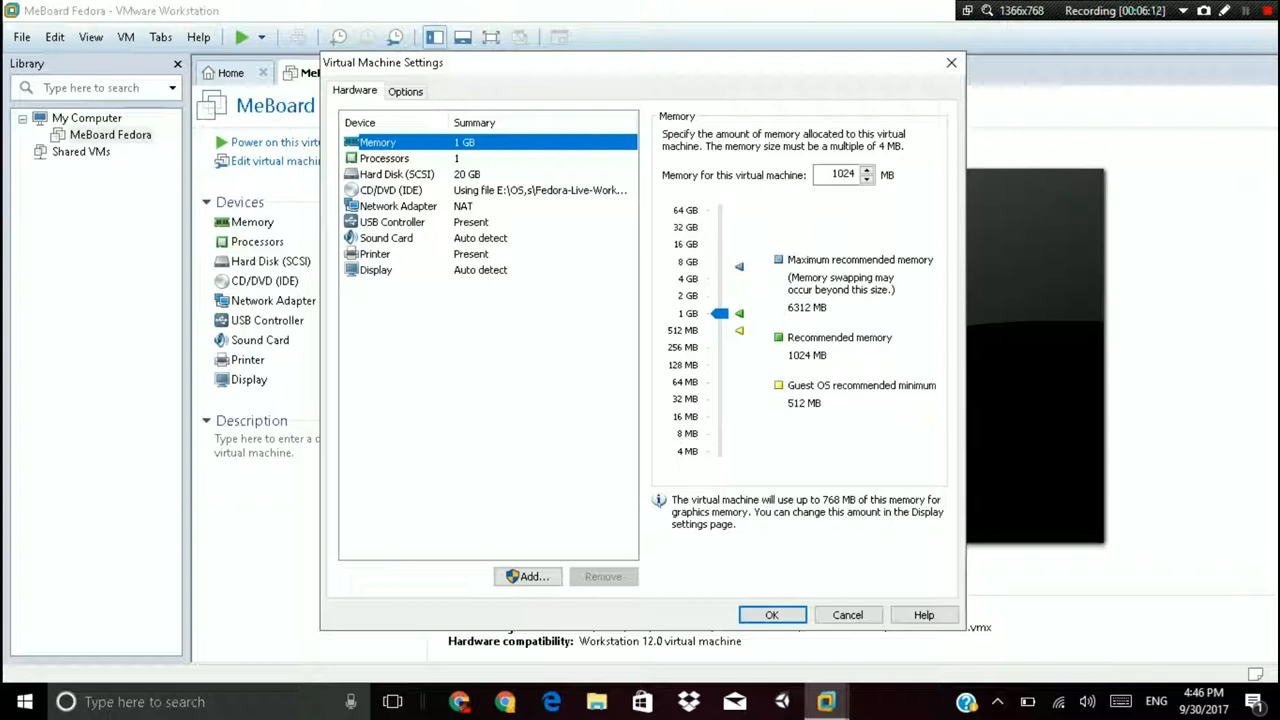 MeBoard Fedora - VMware Workstation
1366x768
Recording [00:06:12]
File Edit View VM Tabs Help
Library
Type here to search
My Computer
MeBoard Fedora
Shared VMs
Home
MeBoard
Power on this
Edit virtual
Devices
Memory
Processors
Hard Disk (SCSI)
CD/DVD (IDE)
Network Adapter
USB Controller
Sound Card
Printer
Display
Description
Type here to enter a
virtual machine.
Virtual Machine Settings
Hardware Options
Device Summary
Memory 1 GB
Processors 1
Hard Disk (SCSI) 20 GB
CD/DVD (IDE) Using file E:\OS,s\Fedora-Live-Work...
Network Adapter NAT
USB Controller Present
Sound Card Auto detect
Printer Present
Display Auto detect
Add... Remove
Memory
Specify the amount of memory allocated to this virtual
machine. The memory size must be a multiple of 4 MB.
Memory for this virtual machine: 1024 MB
64 GB
32 GB
16 GB
8 GB
4 GB
2 GB
1 GB
512 MB
256 MB
128 MB
64 MB
32 MB
16 MB
8 MB
4 MB
Maximum recommended memory
(Memory swapping may
occur beyond this size.)
6312 MB
Recommended memory
1024 MB
Guest OS recommended minimum
512 MB
The virtual machine will use up to 768 MB of this memory for
graphics memory. You can change this amount in the Display
settings page.
OK Cancel Help
.vmx
Hardware compatibility: Workstation 12.0 virtual machine
Type here to search
ENG
4:46 PM
9/30/2017
1